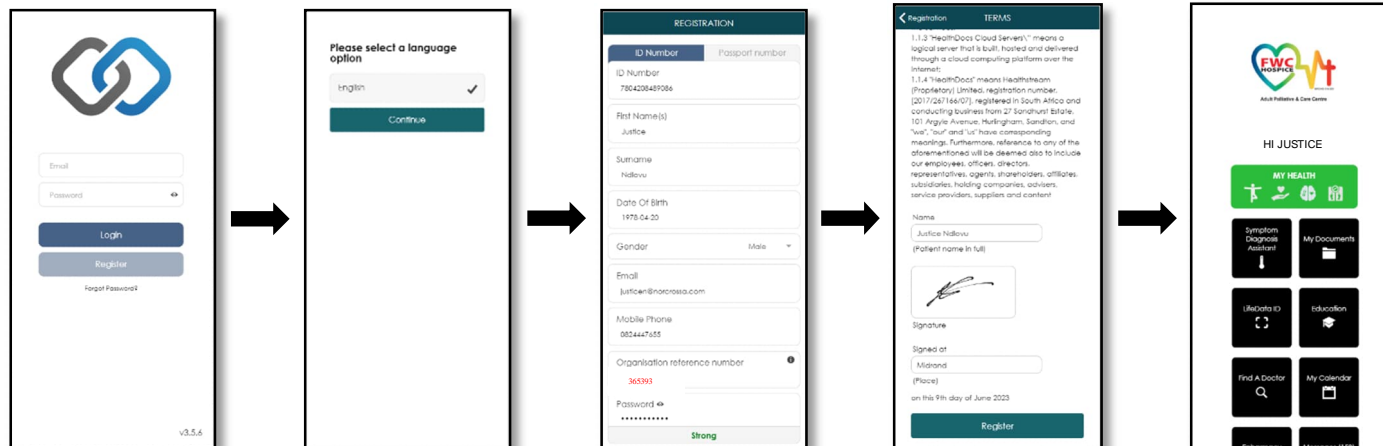 Email
Password
Login
Register
Forgot Password?
v3.5.6
Please select a language
option
English
Continue
REGISTRATION
ID Number
Passport number
ID Number
7804208489086
First Name(s)
Justice
Surname
Ndlovu
Date Of Birth
1978-04-20
Gender
Male
Email
justicen@norcrossa.com
Mobile Phone
0824447655
Organisation reference number
365393
Password
Strong
Registration
TERMS
1.1.3 "HealthDocs Cloud Servers\" means a
logical server that is built, hosted and delivered
through a cloud computing platform over the
Internet;
1.1.4 "HealthDocs" means Healthstream
(Proprietary) Limited, registration number,
(2017/267166/07), registered in South Africa and
conducting business from 27 Sandhurst Estate,
101 Argyle Avenue, Hurlingham, Sandton, and
"we", "our" and "us" have corresponding
meanings. Furthermore, reference to any of the
aforementioned will be deemed also to include
our employees, officers, directors,
representatives, agents, shareholders, affiliates,
subsidiaries, holding companies, advisers,
service providers, suppliers and content
Name
Justice Ndlovu
(Patient name in full)
Signature
Signed at
Midrand
(Place)
on this 9th day of June 2023
Register
FWC
HOSPICE
Adult Palliative & Care Centre
HI JUSTICE
MY HEALTH
Symptom
Diagnosis
Assistant
My Documents
LifeData ID
Education
Find A Doctor
My Calendar